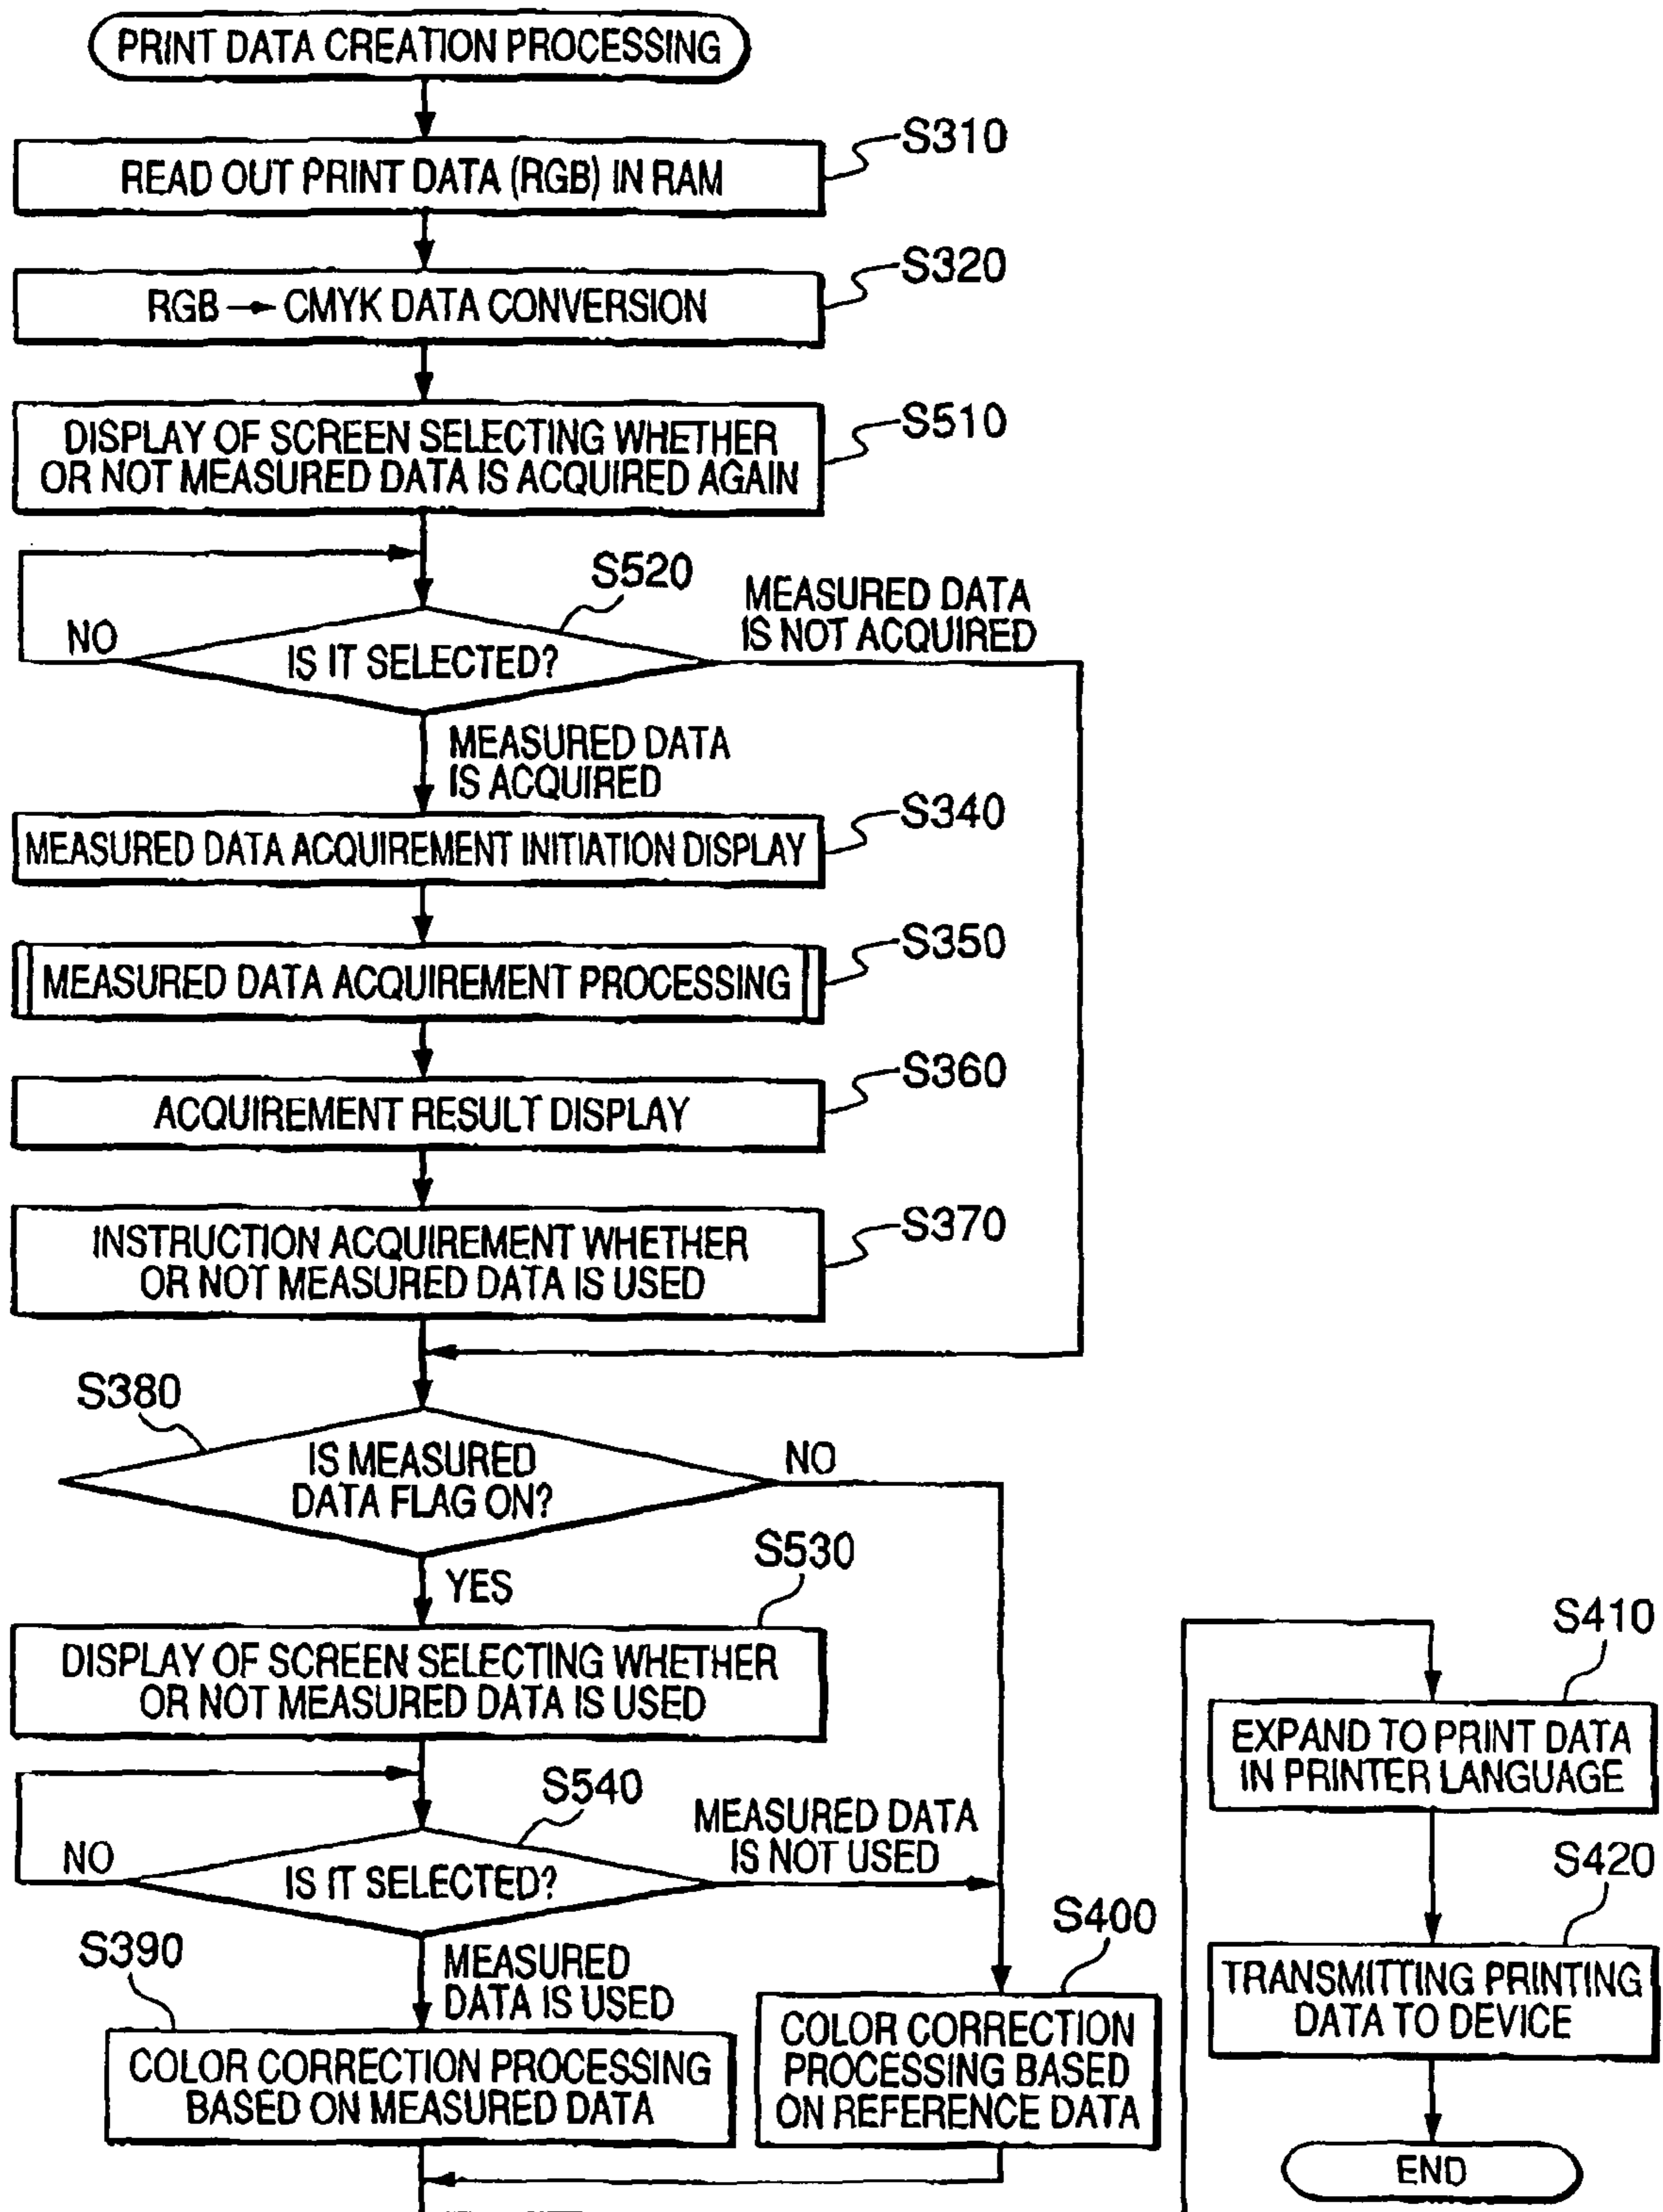 PRINT DATA CREATION PROCESSING
S310
READ OUT PRINT DATA (RGB) IN RAM
S320
RGB → CMYK DATA CONVERSION
S510
DISPLAY OF SCREEN SELECTING WHETHER
OR NOT MEASURED DATA IS ACQUIRED AGAIN
S520
MEASURED DATA
IS NOT ACQUIRED
NO
IS IT SELECTED?
MEASURED DATA
IS ACQUIRED
S340
MEASURED DATA ACQUIREMENT INITIATION DISPLAY
S350
MEASURED DATA ACQUIREMENT PROCESSING
S360
ACQUIREMENT RESULT DISPLAY
S370
INSTRUCTION ACQUIREMENT WHETHER
OR NOT MEASURED DATA IS USED
S380
IS MEASURED
DATA FLAG ON?
NO
YES
S530
DISPLAY OF SCREEN SELECTING WHETHER
OR NOT MEASURED DATA IS USED
S540
MEASURED DATA
IS NOT USED
NO
IS IT SELECTED?
S390
MEASURED
DATA IS USED
S400
COLOR CORRECTION PROCESSING
BASED ON MEASURED DATA
COLOR CORRECTION
PROCESSING BASED
ON REFERENCE DATA
S410
EXPAND TO PRINT DATA
IN PRINTER LANGUAGE
S420
TRANSMITTING PRINTING
DATA TO DEVICE
END